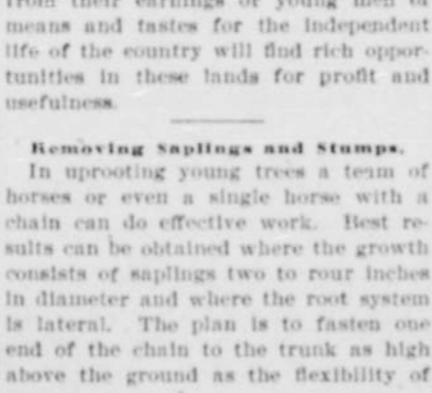 from their earnings or young men of
means and tastes for the independent
life of the country will find rich oppor-
tunities in these lands for profit and
usefulness.
Removing Saplings and Stumps.
In uprooting young trees a team of
horses or even a single horse with a
chain can do effective work. Best re-
sults can be obtained where the growth
consists of saplings two to rour inches
in diameter and where the root system
is lateral. The plan is to fasten one
end of the chain to the trunk as high
above the ground as the flexibility of